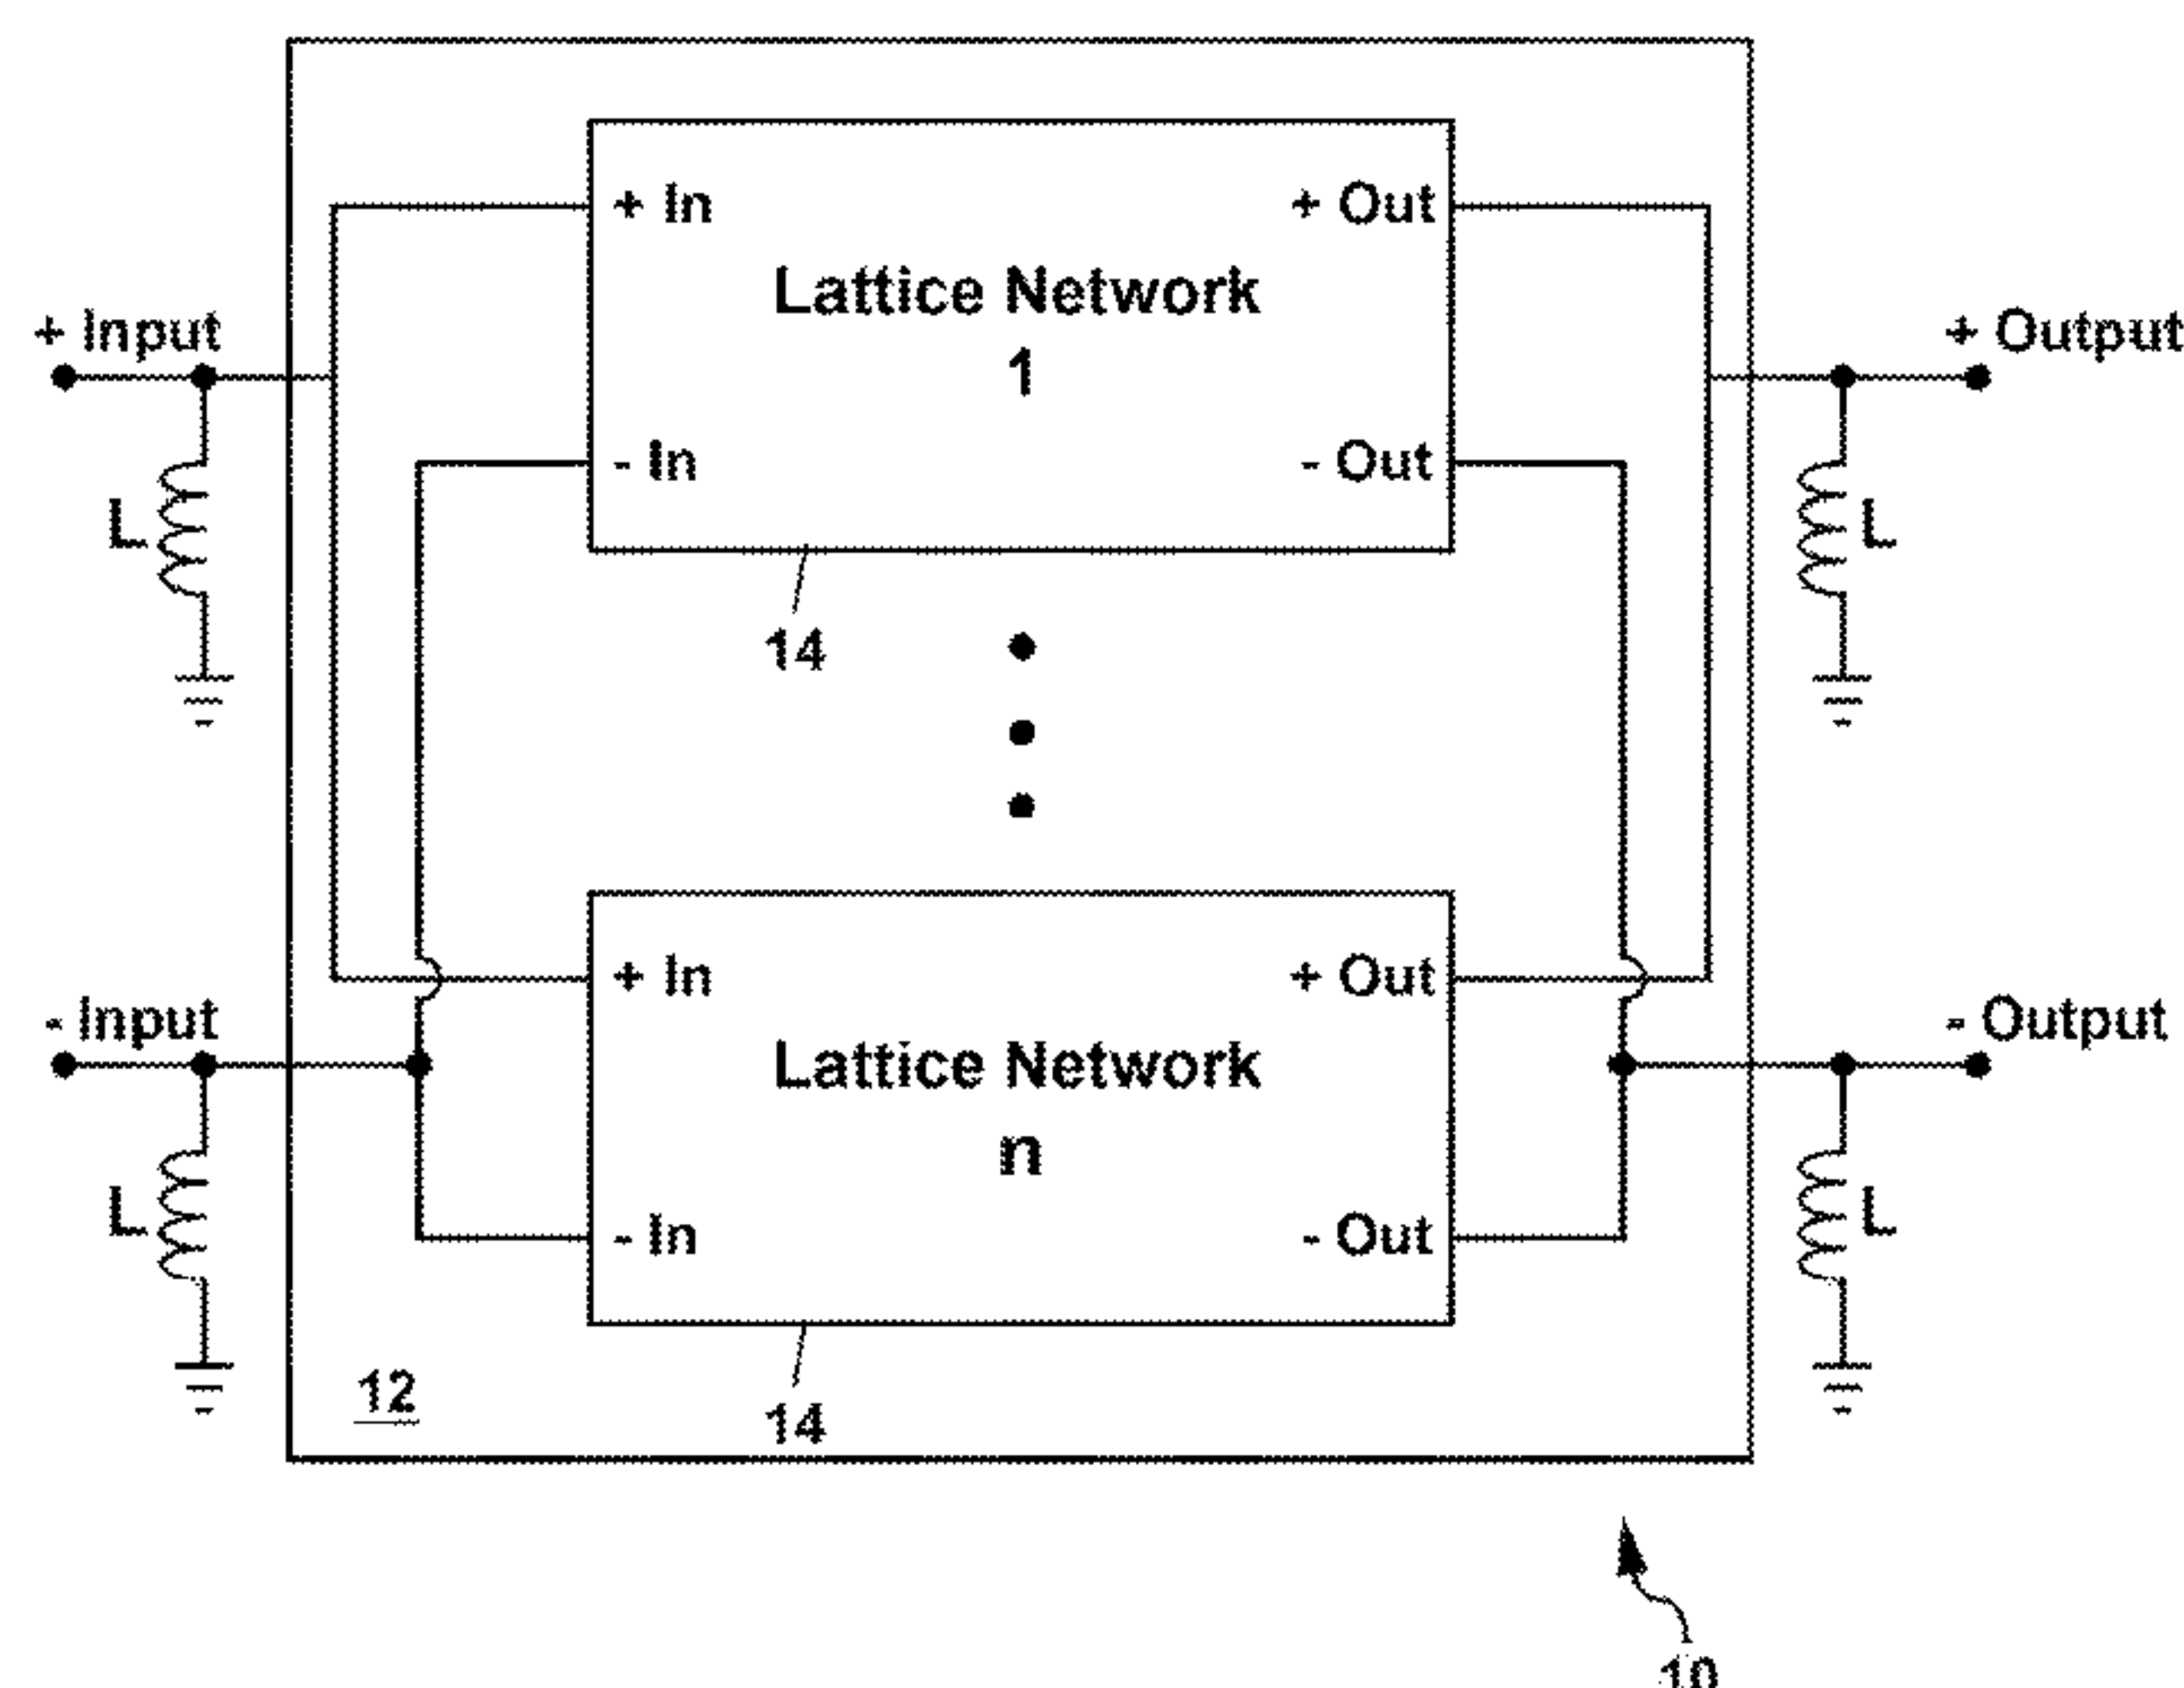 + In
+ Out
Lattice Network
1
+ Input
+ Output
- In
- Out
L
L
14
+ In
+ Out
- Input
- Output
Lattice Network
n
L
L
- In
- Out
12
14
10